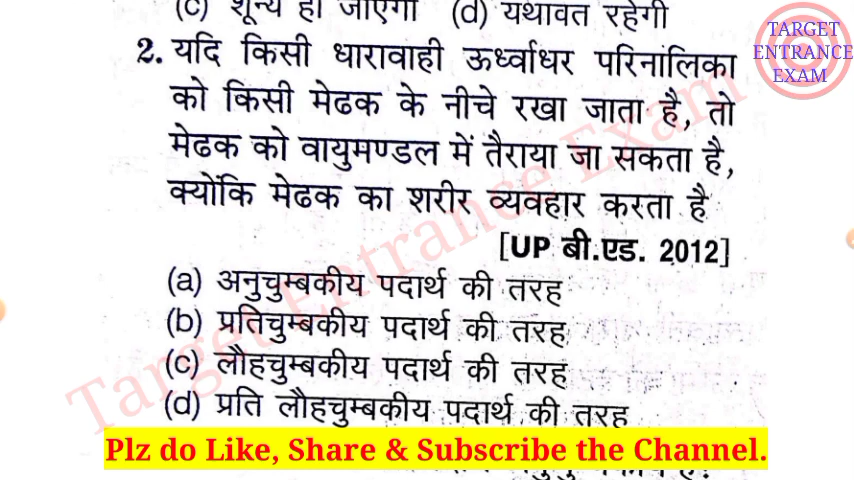 (c) शून्य हो जाएगी (d) यथावत रहेगी
TARGET
ENTRANCE
EXAM
2. यदि किसी धारावाही ऊर्ध्वाधर परिनालिका
को किसी मेढक के नीचे रखा जाता है, तो
मेढक को वायुमण्डल में तैराया जा सकता है,
क्योंकि मेढक का शरीर व्यवहार करता है
[UP बी.एड. 2012]
(a) अनुचुम्बकीय पदार्थ की तरह
(b) प्रतिचुम्बकीय पदार्थ की तरह
(c) लौहचुम्बकीय पदार्थ की तरह
(d) प्रति लौहचुम्बकीय पदार्थ की तरह
Target Entrance Exam
Plz do Like, Share & Subscribe the Channel.